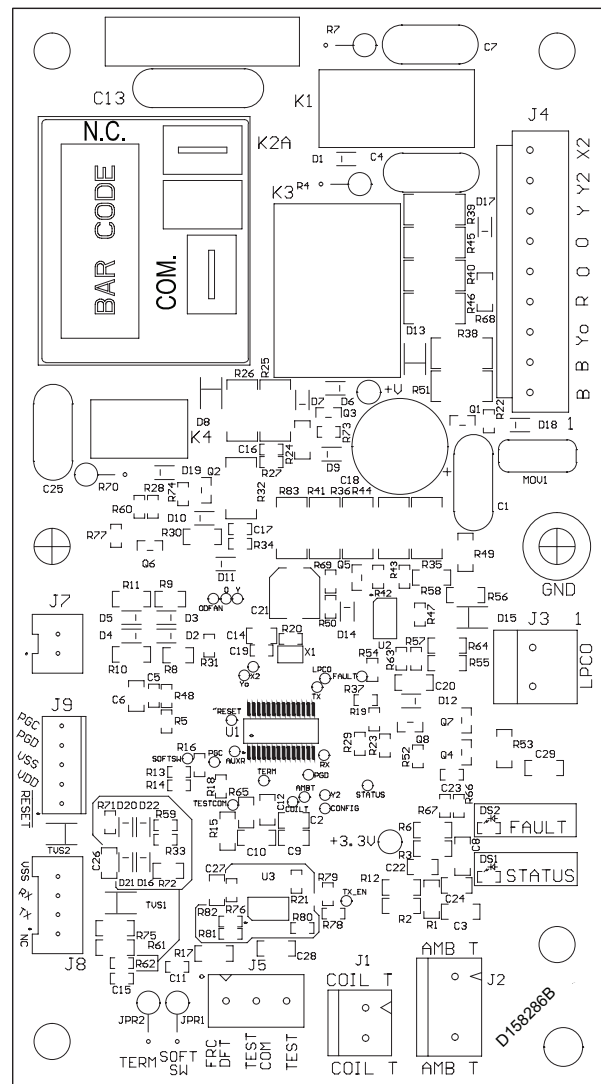 R7
C7
C13
K1
J4
N.C.
K2A
D1
C4
X2
Y2
Y
O
O
R
Yo
B
B
R4
K3
R39
D17
R45
R40
R46
R68
BAR CODE
COM.
D13
R38
R26
R25
R51
+V
D8
D7
D6
Q3
R73
Q1
R22
D18
1
K4
C16
R27
R24
D9
C18
+
MOV1
C25
R70
D19
Q2
R28
R74
R60
R32
R83
R41
R36
R44
C1
D10
R77
R30
C17
R34
Q6
D11
R49
R69
Q5
R43
R35
R58
GND
R11
R9
ODFAN
O
Y
C21
R50
D14
R42
U2
R47
R56
D15
J7
D5
D3
D4
D2
C14
R20
C19
X1
R31
R10
R8
J3
1
LPCO
R64
R55
R57
R63
R54
X2
Yo
LPCO
FAULT
TX
R37
C20
D12
C5
R48
C6
R5
J9
PGC
PGD
VSS
VDD
RESET
RESET
U1
R19
Q7
Q8
R29
R23
R52
Q4
R53
C29
AUXR
RX
R16
SOFTSW
PGC
R13
R14
R18
TERM
PGD
AMBT
STATUS
TESTCOM
R65
C12
COILT
Y2
CONFIG
C23
R66
R67
DS2
FAULT
R71
D20
D22
R59
R33
R15
C2
C10
C9
+3.3V
R6
R3
C8
DS1
STATUS
TVS2
C26
D21
D16
R72
C22
C24
VSS
RX
TX
NC
J8
TVS1
C27
U3
R21
R79
TX_EN
R12
R2
R1
C3
R82
R76
R81
R80
R78
R75
R61
R62
C15
R17
C11
C28
J5
J1
COIL T
AMB T
J2
JPR2
JPR1
TERM
SOFT
SW
FRC
DFT
TEST
COM
TEST
COIL T
AMB T
D158286B